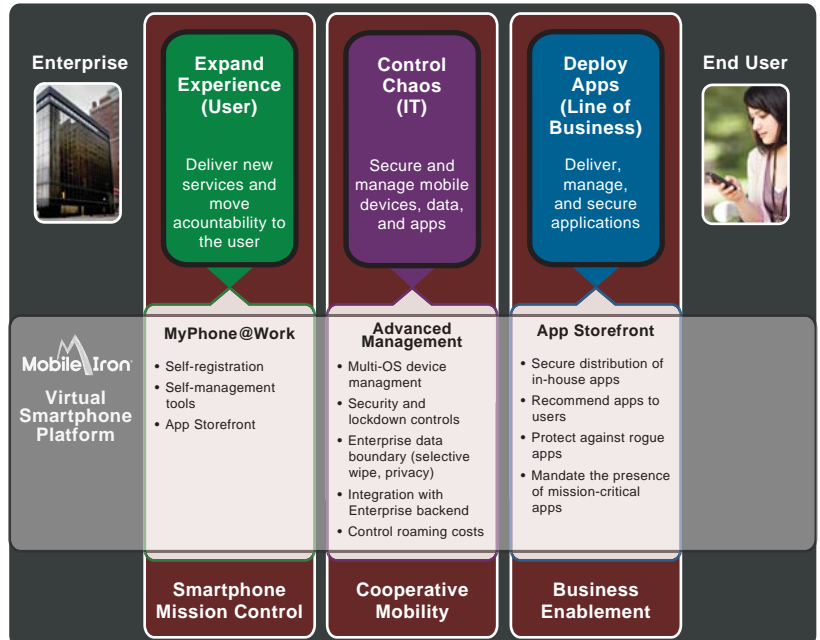 Enterprise
Expand
Experience
(User)
Deliver new
services and
move
acountability to
the user
Control
Chaos
(IT)
Secure and
manage mobile
devices, data,
and apps
Deploy
Apps
(Line of
Business)
Deliver,
manage,
and secure
applications
End User
MobileIron
Virtual
Smartphone
Platform
MyPhone@Work
• Self-registration
• Self-management
tools
• App Storefront
Advanced
Management
• Multi-OS device
managment
• Security and
lockdown controls
• Enterprise data
boundary (selective
wipe, privacy)
• Integration with
Enterprise backend
• Control roaming costs
App Storefront
• Secure distribution of
in-house apps
• Recommend apps to
users
• Protect against rogue
apps
• Mandate the presence
of mission-critical
apps
Smartphone
Mission Control
Cooperative
Mobility
Business
Enablement